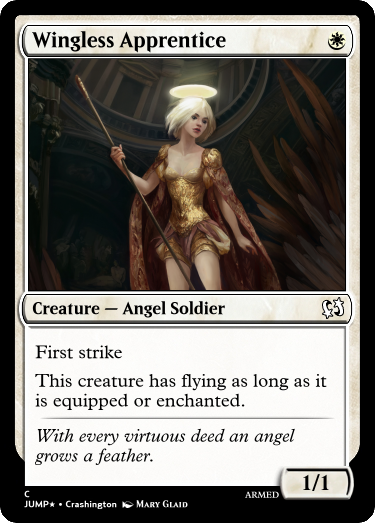 Wingless Apprentice
Creature — Angel Soldier
First strike
This creature has flying as long as it
is equipped or enchanted.
With every virtuous deed an angel
grows a feather.
1/1
C
JUMP★ • Crashington Mary Glaid
ARMED